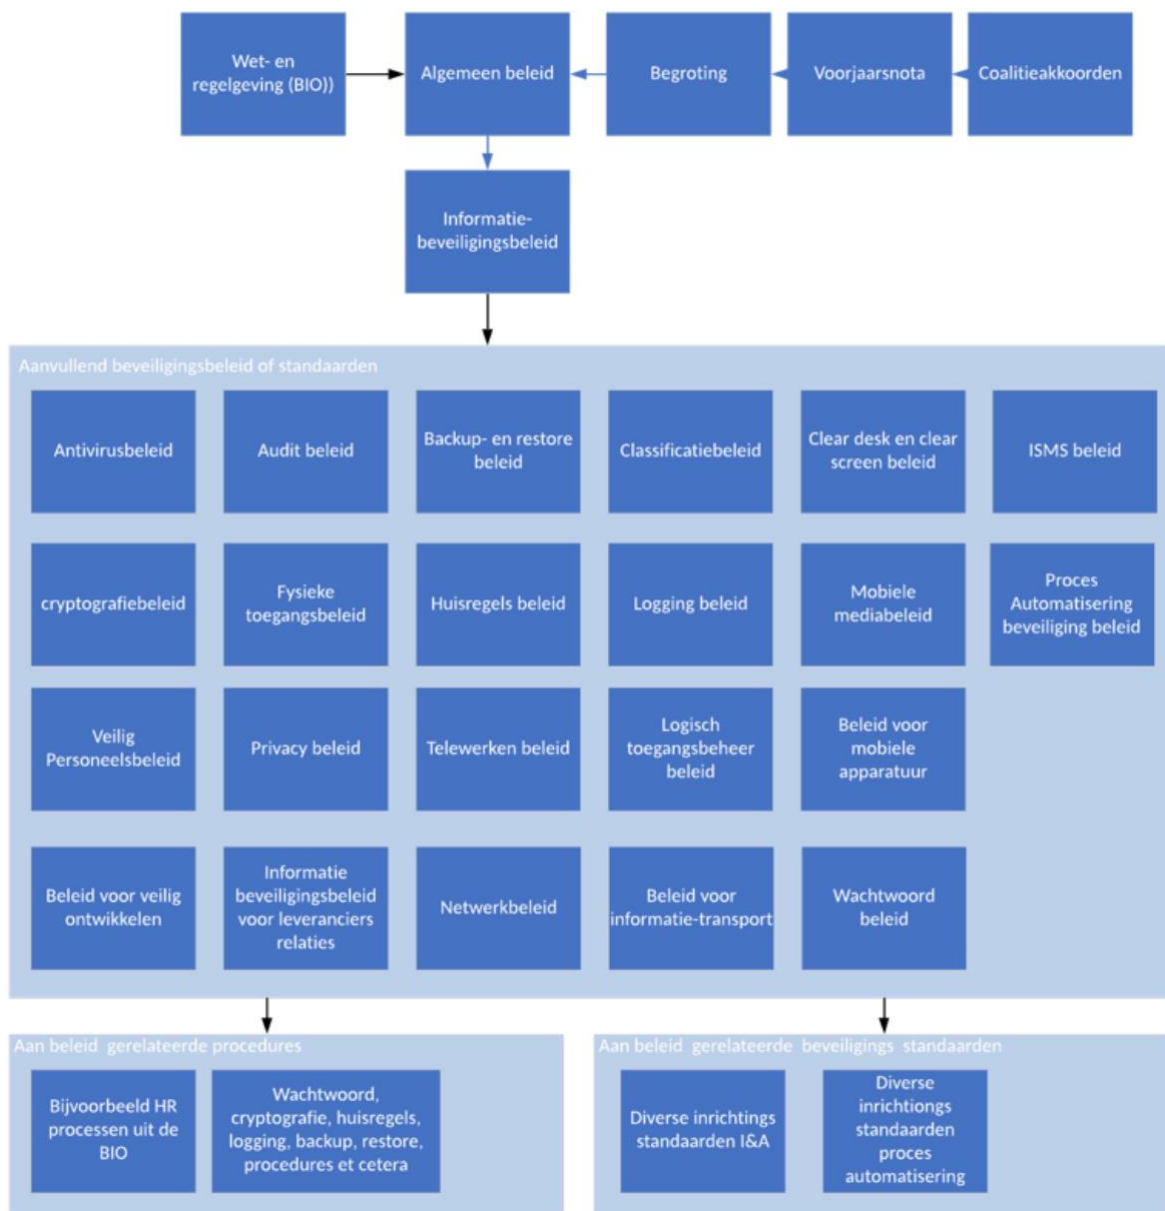 Wet- en
regelgeving (BIO))
Algemeen beleid
Begroting
Voorjaarsnota
Coalitieakkoorden
Informatie-
beveiligingsbeleid
Aanvullend beveiligingsbeleid of standaarden
Antivirusbeleid
Audit beleid
Backup- en restore
beleid
Classificatiebeleid
Clear desk en clear
screen beleid
ISMS beleid
cryptografiebeleid
Fysieke
toegangsbeleid
Huisregels beleid
Logging beleid
Mobiele
mediabeleid
Proces
Automatisering
beveiliging beleid
Veilig
Personeelsbeleid
Privacy beleid
Telewerken beleid
Logisch
toegangsbeheer
beleid
Beleid voor
mobiele
apparatuur
Beleid voor veilig
ontwikkelen
Informatie
beveiligingsbeleid
voor leveranciers
relaties
Netwerkbeleid
Beleid voor
informatie-transport
Wachtwoord
beleid
Aan beleid gerelateerde procedures
Bijvoorbeeld HR
processen uit de
BIO
Wachtwoord,
cryptografie, huisregels,
logging, backup, restore,
procedures et cetera
Aan beleid gerelateerde beveiligings standaarden
Diverse inrichtings
standaarden I&A
Diverse
inrichtiongs
standaarden
proces
automatisering